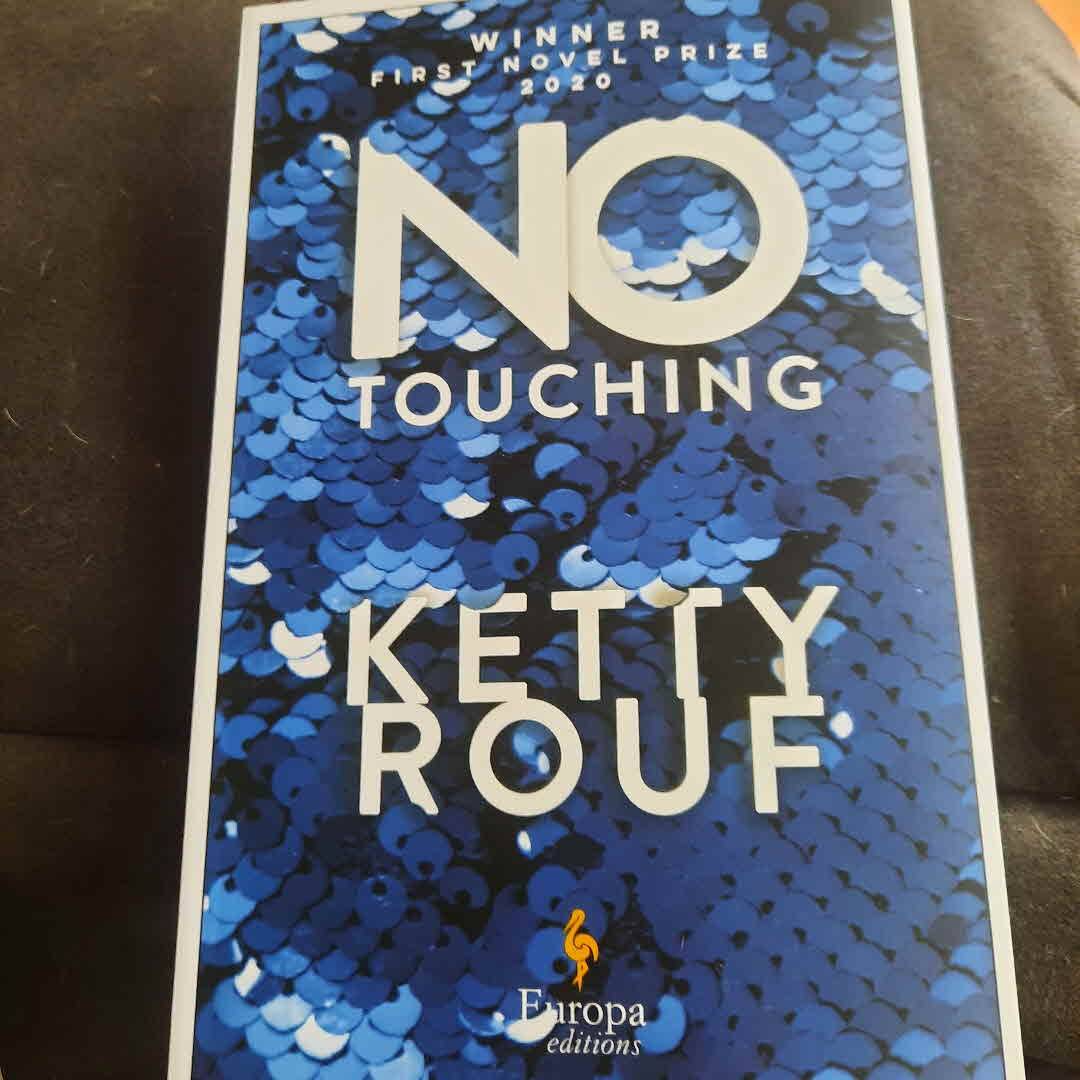 WINNER
FIRST NOVEL PRIZE
2020
NO
TOUCHING
KETTY
ROUF
Europa
editions